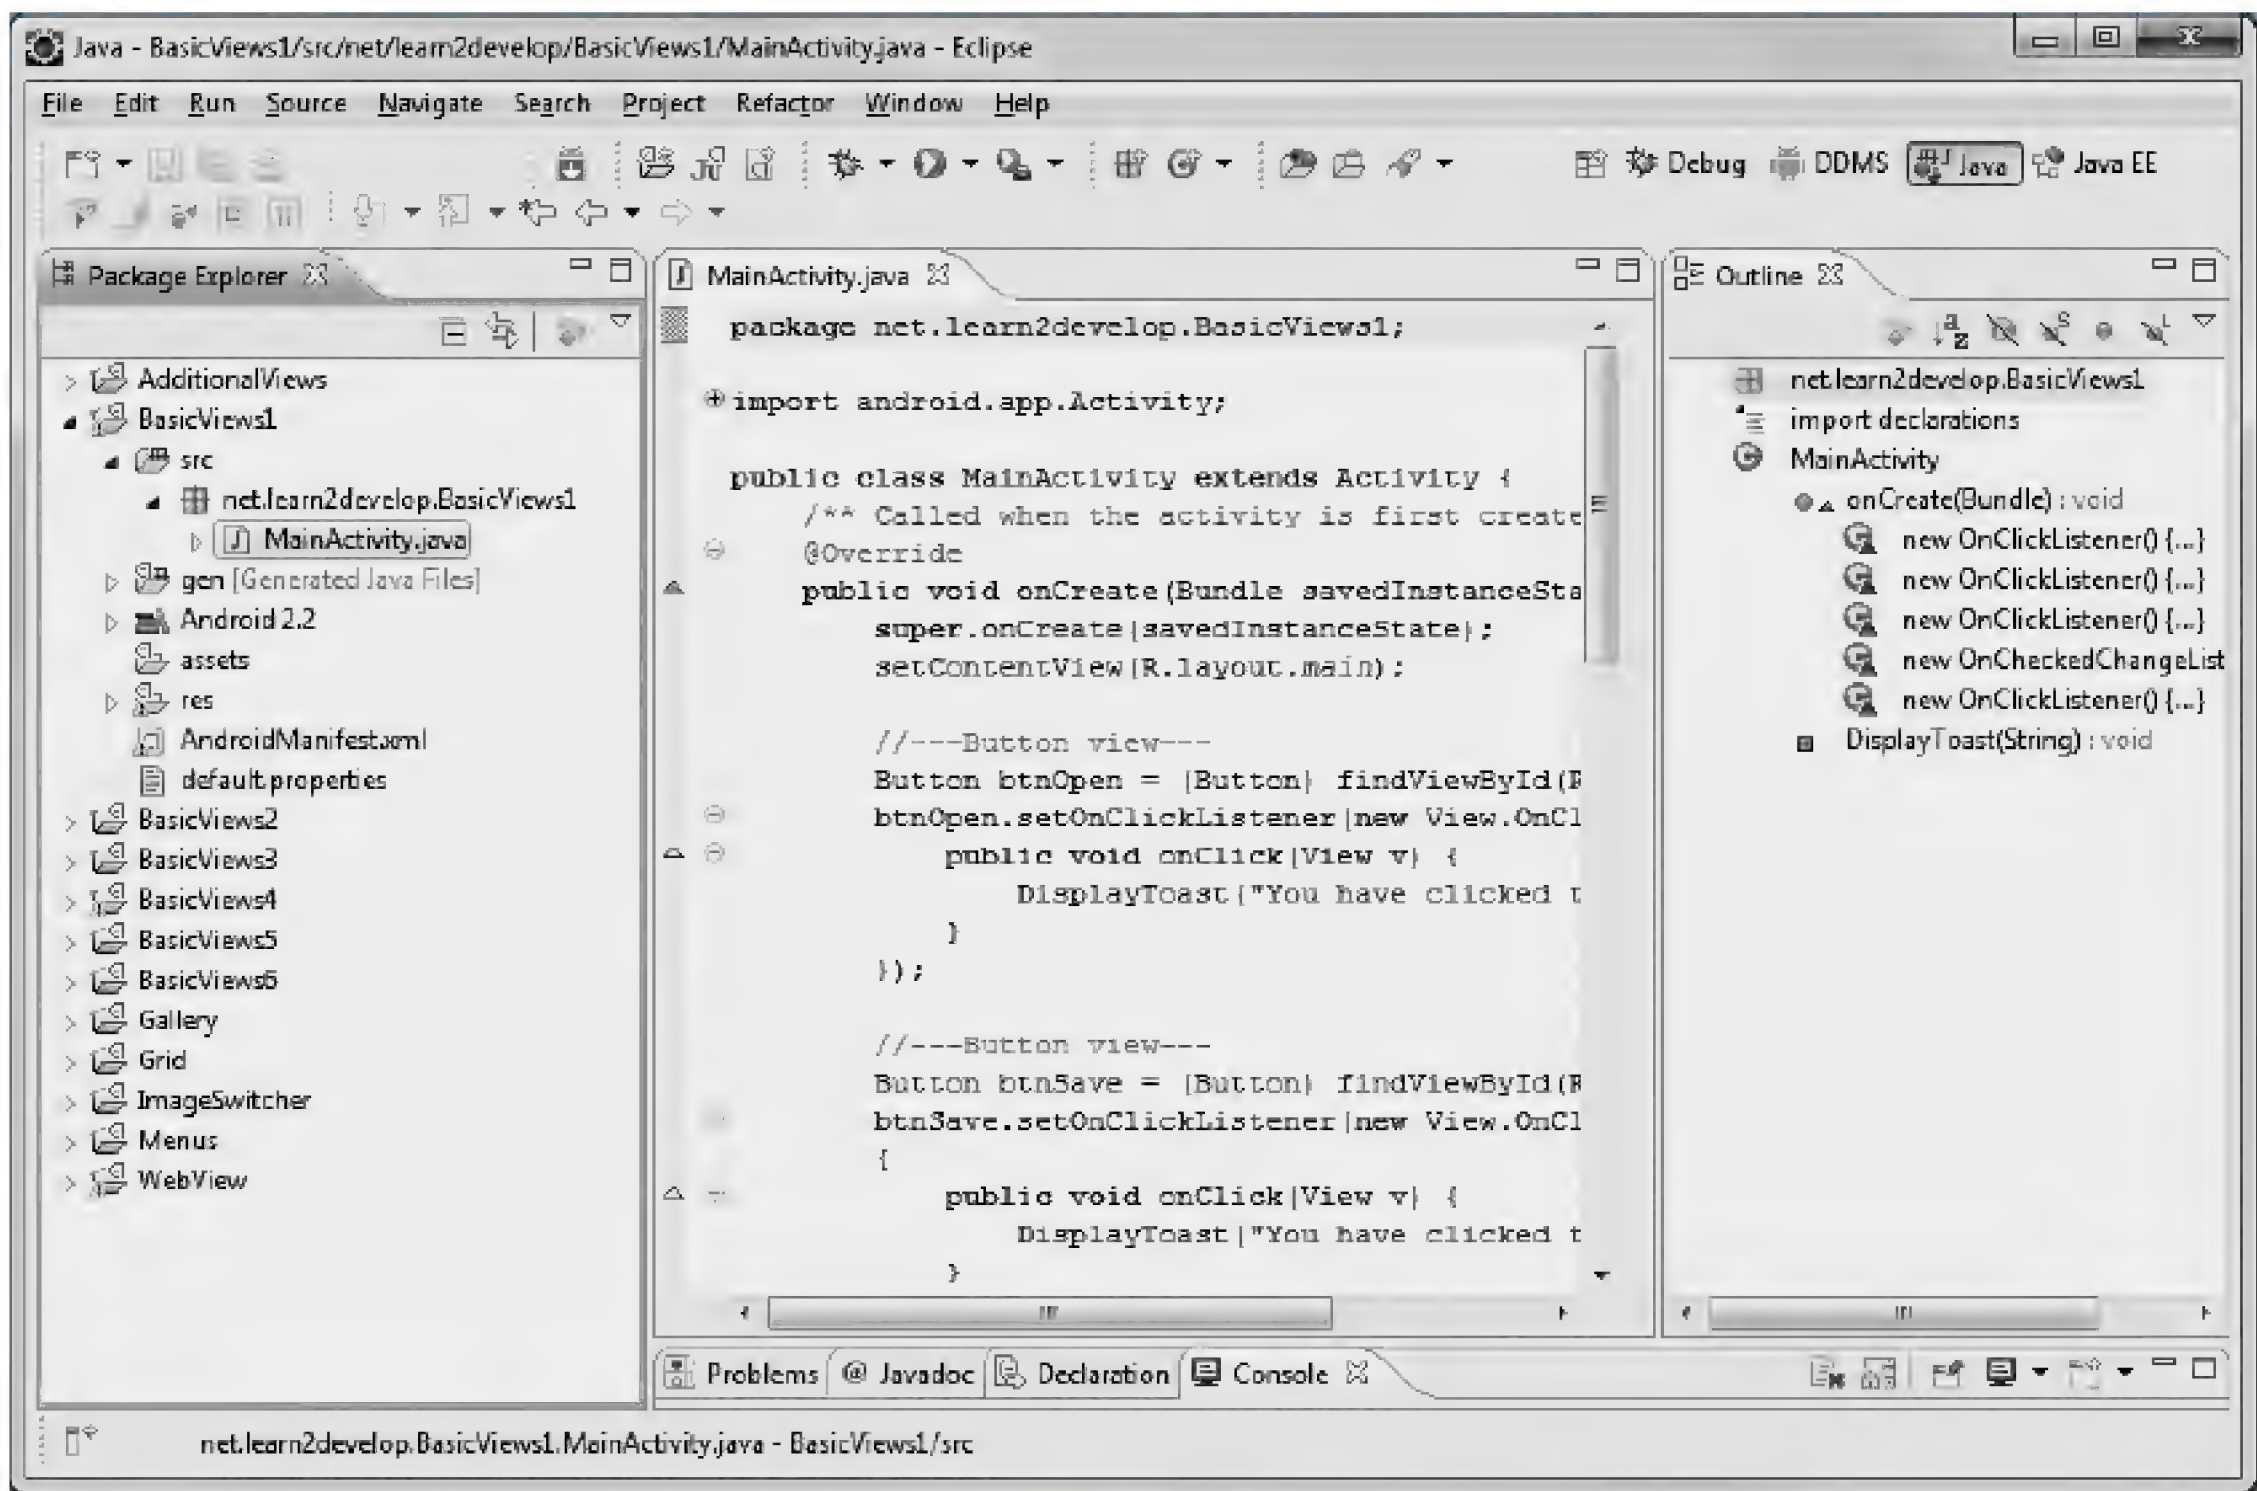 Java - BasicViews1/src/net/learn2develop/BasicViews1/MainActivity.java - Eclipse
File Edit Run Source Navigate Search Project Refactor Window Help
Debug DDMS Java Java EE
Package Explorer
AdditionalViews
BasicViews1
src
net.learn2develop.BasicViews1
MainActivity.java
gen [Generated Java Files]
Android 2.2
assets
res
AndroidManifest.xml
default.properties
BasicViews2
BasicViews3
BasicViews4
BasicViews5
BasicViews6
Gallery
Grid
ImageSwitcher
Menus
WebView
MainActivity.java
package net.learn2develop.BasicViews1;
import android.app.Activity;
public class MainActivity extends Activity {
/** Called when the activity is first create
@Override
public void onCreate(Bundle savedInstanceSta
super.onCreate(savedInstanceState);
setContentView(R.layout.main);
//---Button view---
Button btnOpen = (Button) findViewById(R
btnOpen.setOnClickListener(new View.OnCl
public void onClick(View v) {
DisplayToast("You have clicked t
}
});
//---Button view---
Button btnSave = (Button) findViewById(R
btnSave.setOnClickListener(new View.OnCl
{
public void onClick(View v) {
DisplayToast("You have clicked t
}
Outline
net.learn2develop.BasicViews1
import declarations
MainActivity
onCreate(Bundle) : void
new OnClickListener() {...}
new OnClickListener() {...}
new OnClickListener() {...}
new OnCheckedChangeList
new OnClickListener() {...}
DisplayToast(String) : void
Problems @ Javadoc Declaration Console
net.learn2develop.BasicViews1.MainActivity.java - BasicViews1/src